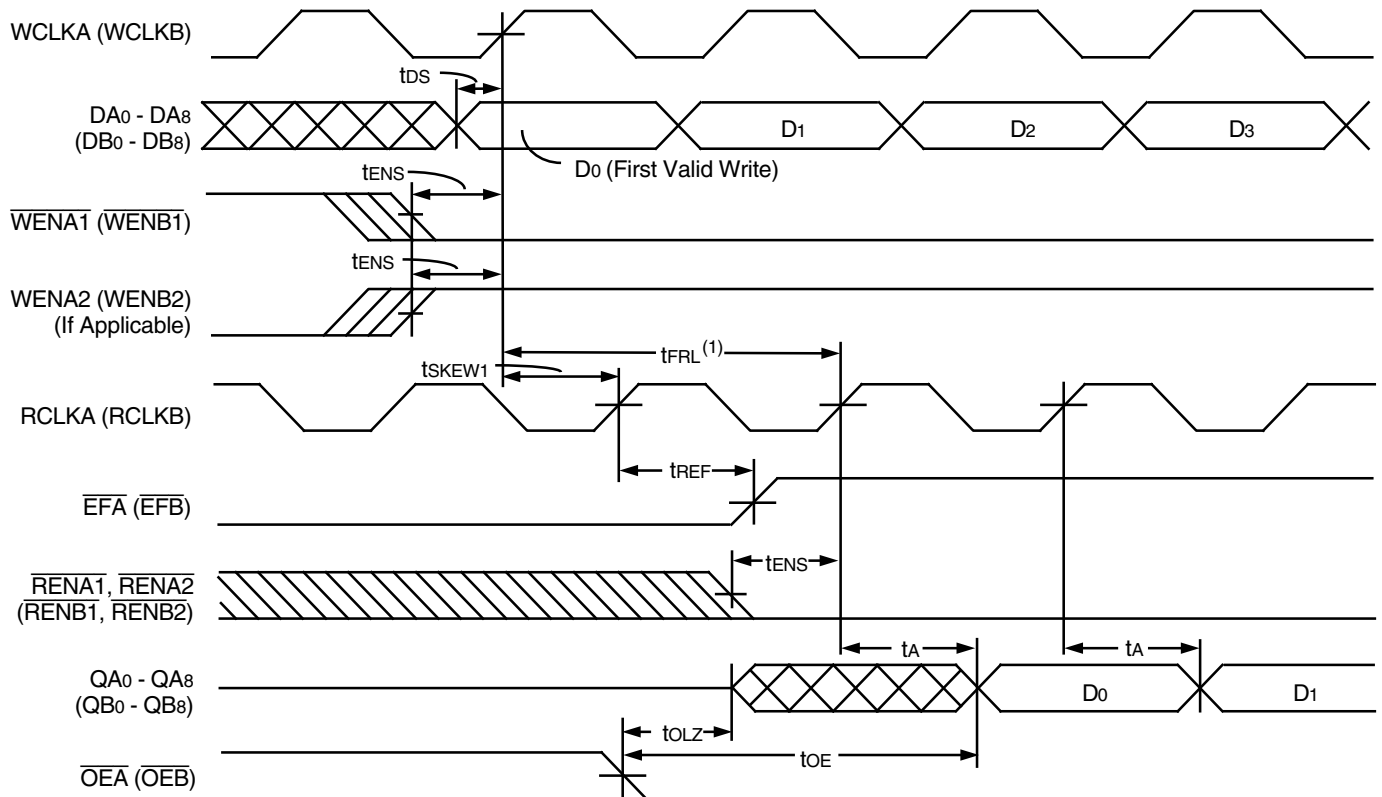 WCLKA (WCLKB)
tDS
DA0 - DA8
(DB0 - DB8)
D1
D2
D3
D0 (First Valid Write)
tENS
WENA1 (WENB1)
tENS
WENA2 (WENB2)
(If Applicable)
tFRL(1)
tSKEW1
RCLKA (RCLKB)
tREF
EFA (EFB)
tENS
RENA1, RENA2
(RENB1, RENB2)
tA
tA
QA0 - QA8
(QB0 - QB8)
D0
D1
tOLZ
tOE
OEA (OEB)